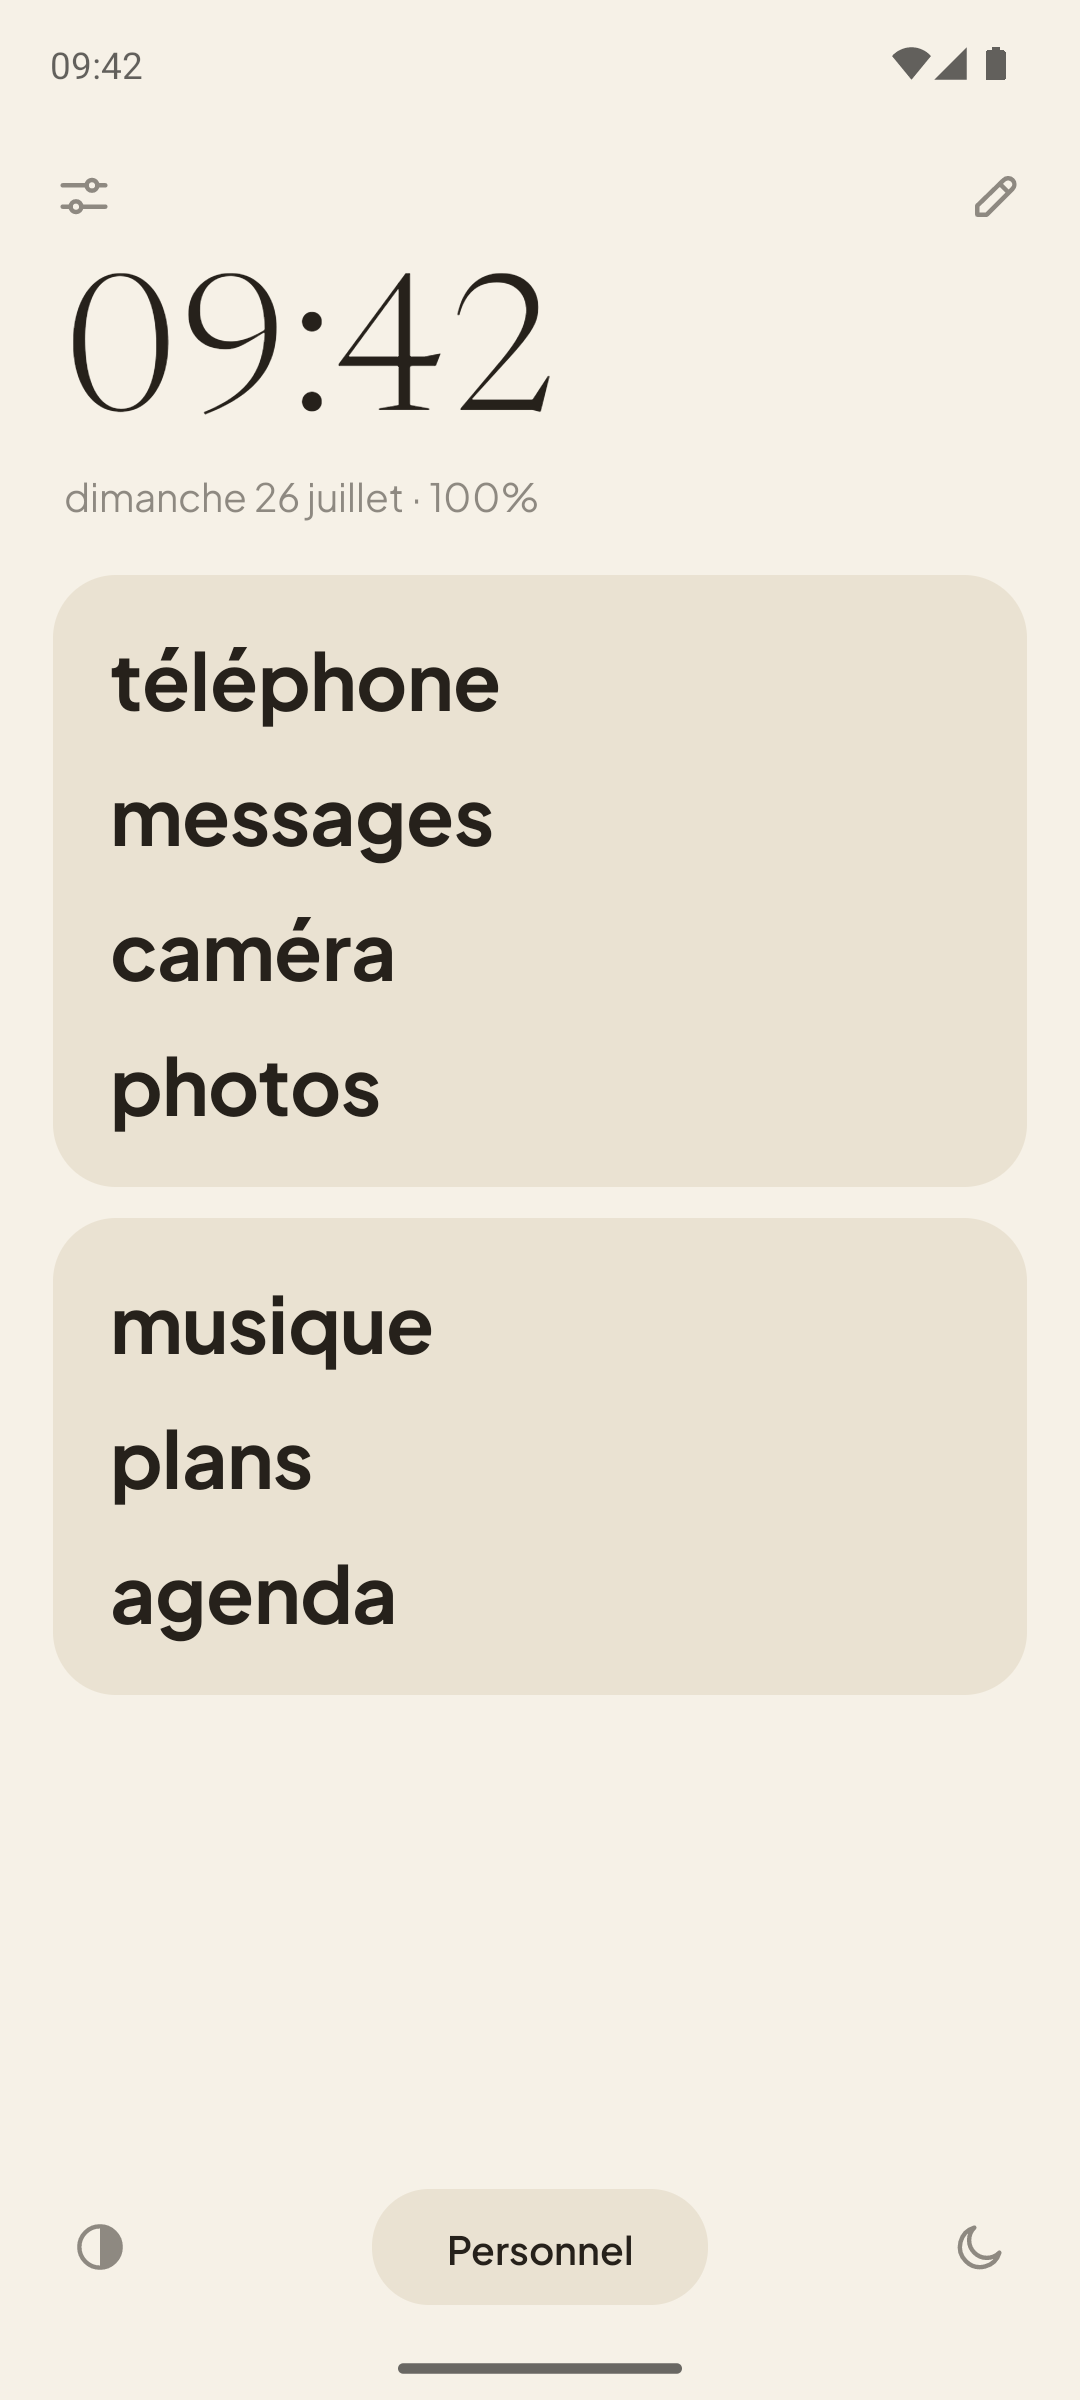 09:42
09:42
dimanche 26 juillet · 100%
téléphone
messages
caméra
photos
musique
plans
agenda
Personnel